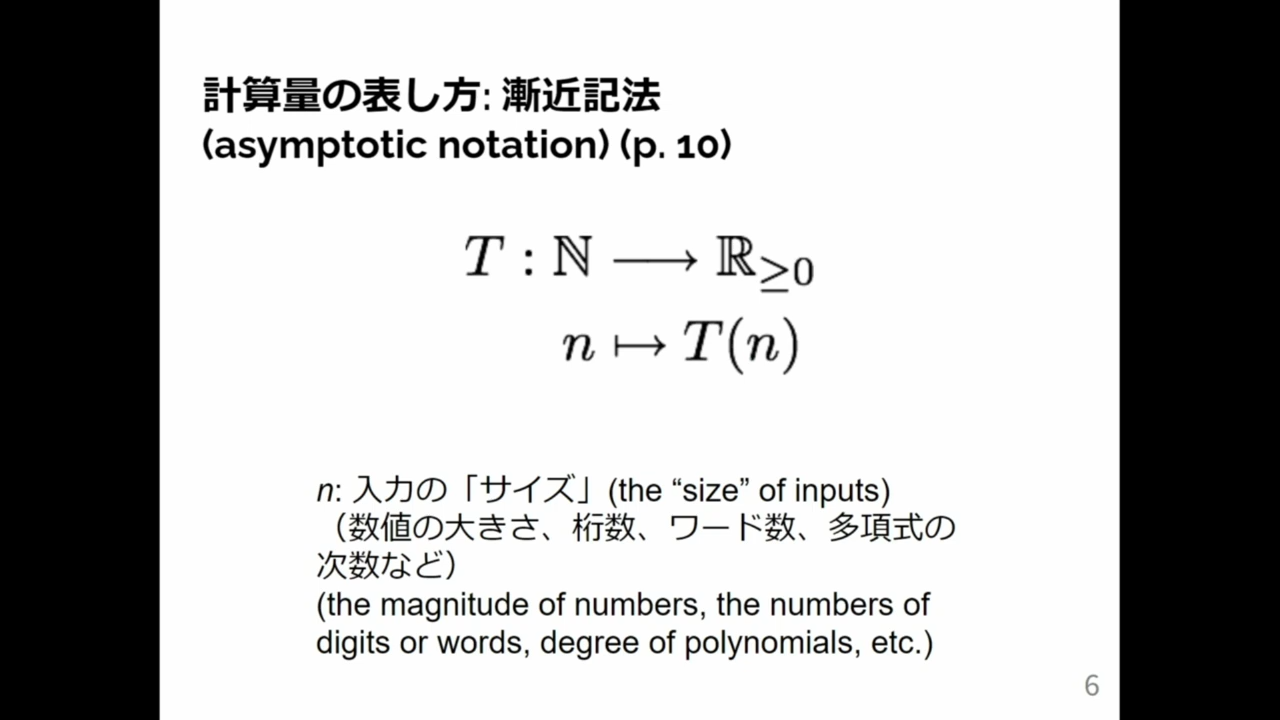 計算量の表し方: 漸近記法
(asymptotic notation) (p. 10)
T : ℕ ⟶ ℝ≥0
n ↦ T(n)
n: 入力の「サイズ」(the “size” of inputs)
（数値の大きさ、桁数、ワード数、多項式の
次数など）
(the magnitude of numbers, the numbers of
digits or words, degree of polynomials, etc.)
6